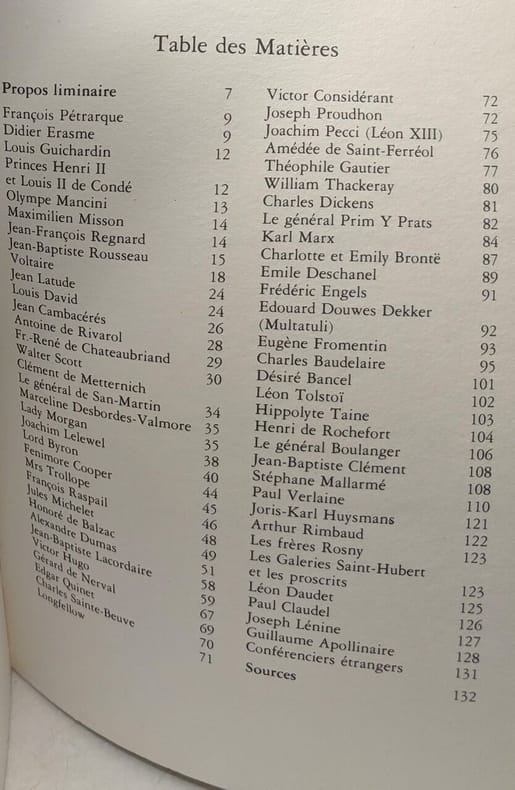 Table des Matières
Propos liminaire 7
François Pétrarque 9
Didier Erasme 9
Louis Guichardin 12
Princes Henri II
et Louis II de Condé 12
Olympe Mancini 13
Maximilien Misson 14
Jean-François Regnard 14
Jean-Baptiste Rousseau 15
Voltaire 18
Jean Latude 24
Louis David 24
Jean Cambacérès 26
Antoine de Rivarol 28
Fr.-René de Chateaubriand 29
Walter Scott 30
Clément de Metternich
Le général de San-Martin 34
Marceline Desbordes-Valmore 35
Lady Morgan 35
Joachim Lelewel 38
Lord Byron 40
Fenimore Cooper 44
Mrs Trollope 45
François Raspail 46
Jules Michelet 48
Honoré de Balzac 49
Alexandre Dumas 51
Jean-Baptiste Lacordaire 58
Victor Hugo 59
Gérard de Nerval 67
Edgar Quinet 69
Charles Sainte-Beuve 70
Longfellow 71
Victor Considérant 72
Joseph Proudhon 72
Joachim Pecci (Léon XIII) 75
Amédée de Saint-Ferréol 76
Théophile Gautier 77
William Thackeray 80
Charles Dickens 81
Le général Prim Y Prats 82
Karl Marx 84
Charlotte et Emily Brontë 87
Emile Deschanel 89
Frédéric Engels 91
Edouard Douwes Dekker
(Multatuli) 92
Eugène Fromentin 93
Charles Baudelaire 95
Désiré Bancel 101
Léon Tolstoï 102
Hippolyte Taine 103
Henri de Rochefort 104
Le général Boulanger 106
Jean-Baptiste Clément 108
Stéphane Mallarmé 108
Paul Verlaine 110
Joris-Karl Huysmans 121
Arthur Rimbaud 122
Les frères Rosny 123
Les Galeries Saint-Hubert
et les proscrits 123
Léon Daudet 125
Paul Claudel 126
Joseph Lénine 127
Guillaume Apollinaire 128
Conférenciers étrangers 131
Sources 132